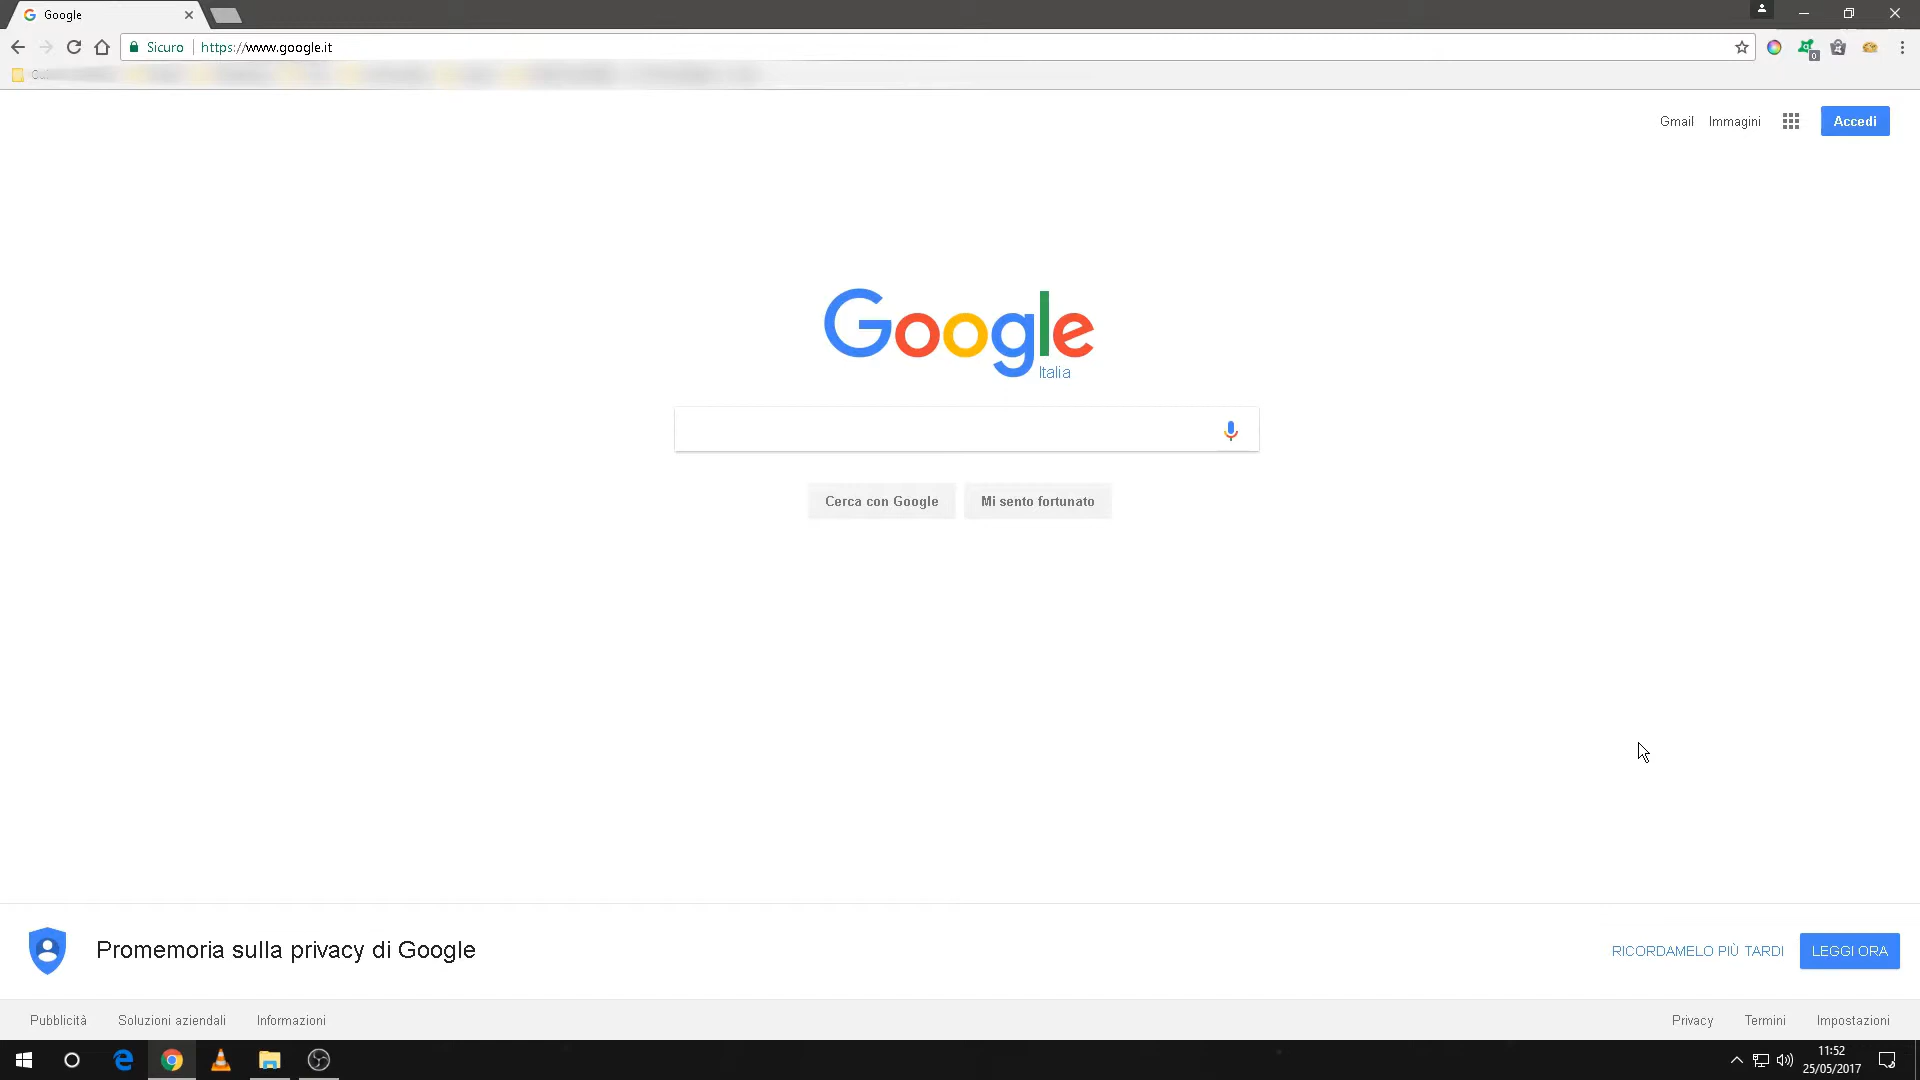 Google
Sicuro https://www.google.it
0
Gmail Immagini Accedi
Google
Italia
Cerca con Google Mi sento fortunato
Promemoria sulla privacy di Google RICORDAMELO PIÙ TARDI LEGGI ORA
Pubblicità Soluzioni aziendali Informazioni Privacy Termini Impostazioni
11:52
25/05/2017